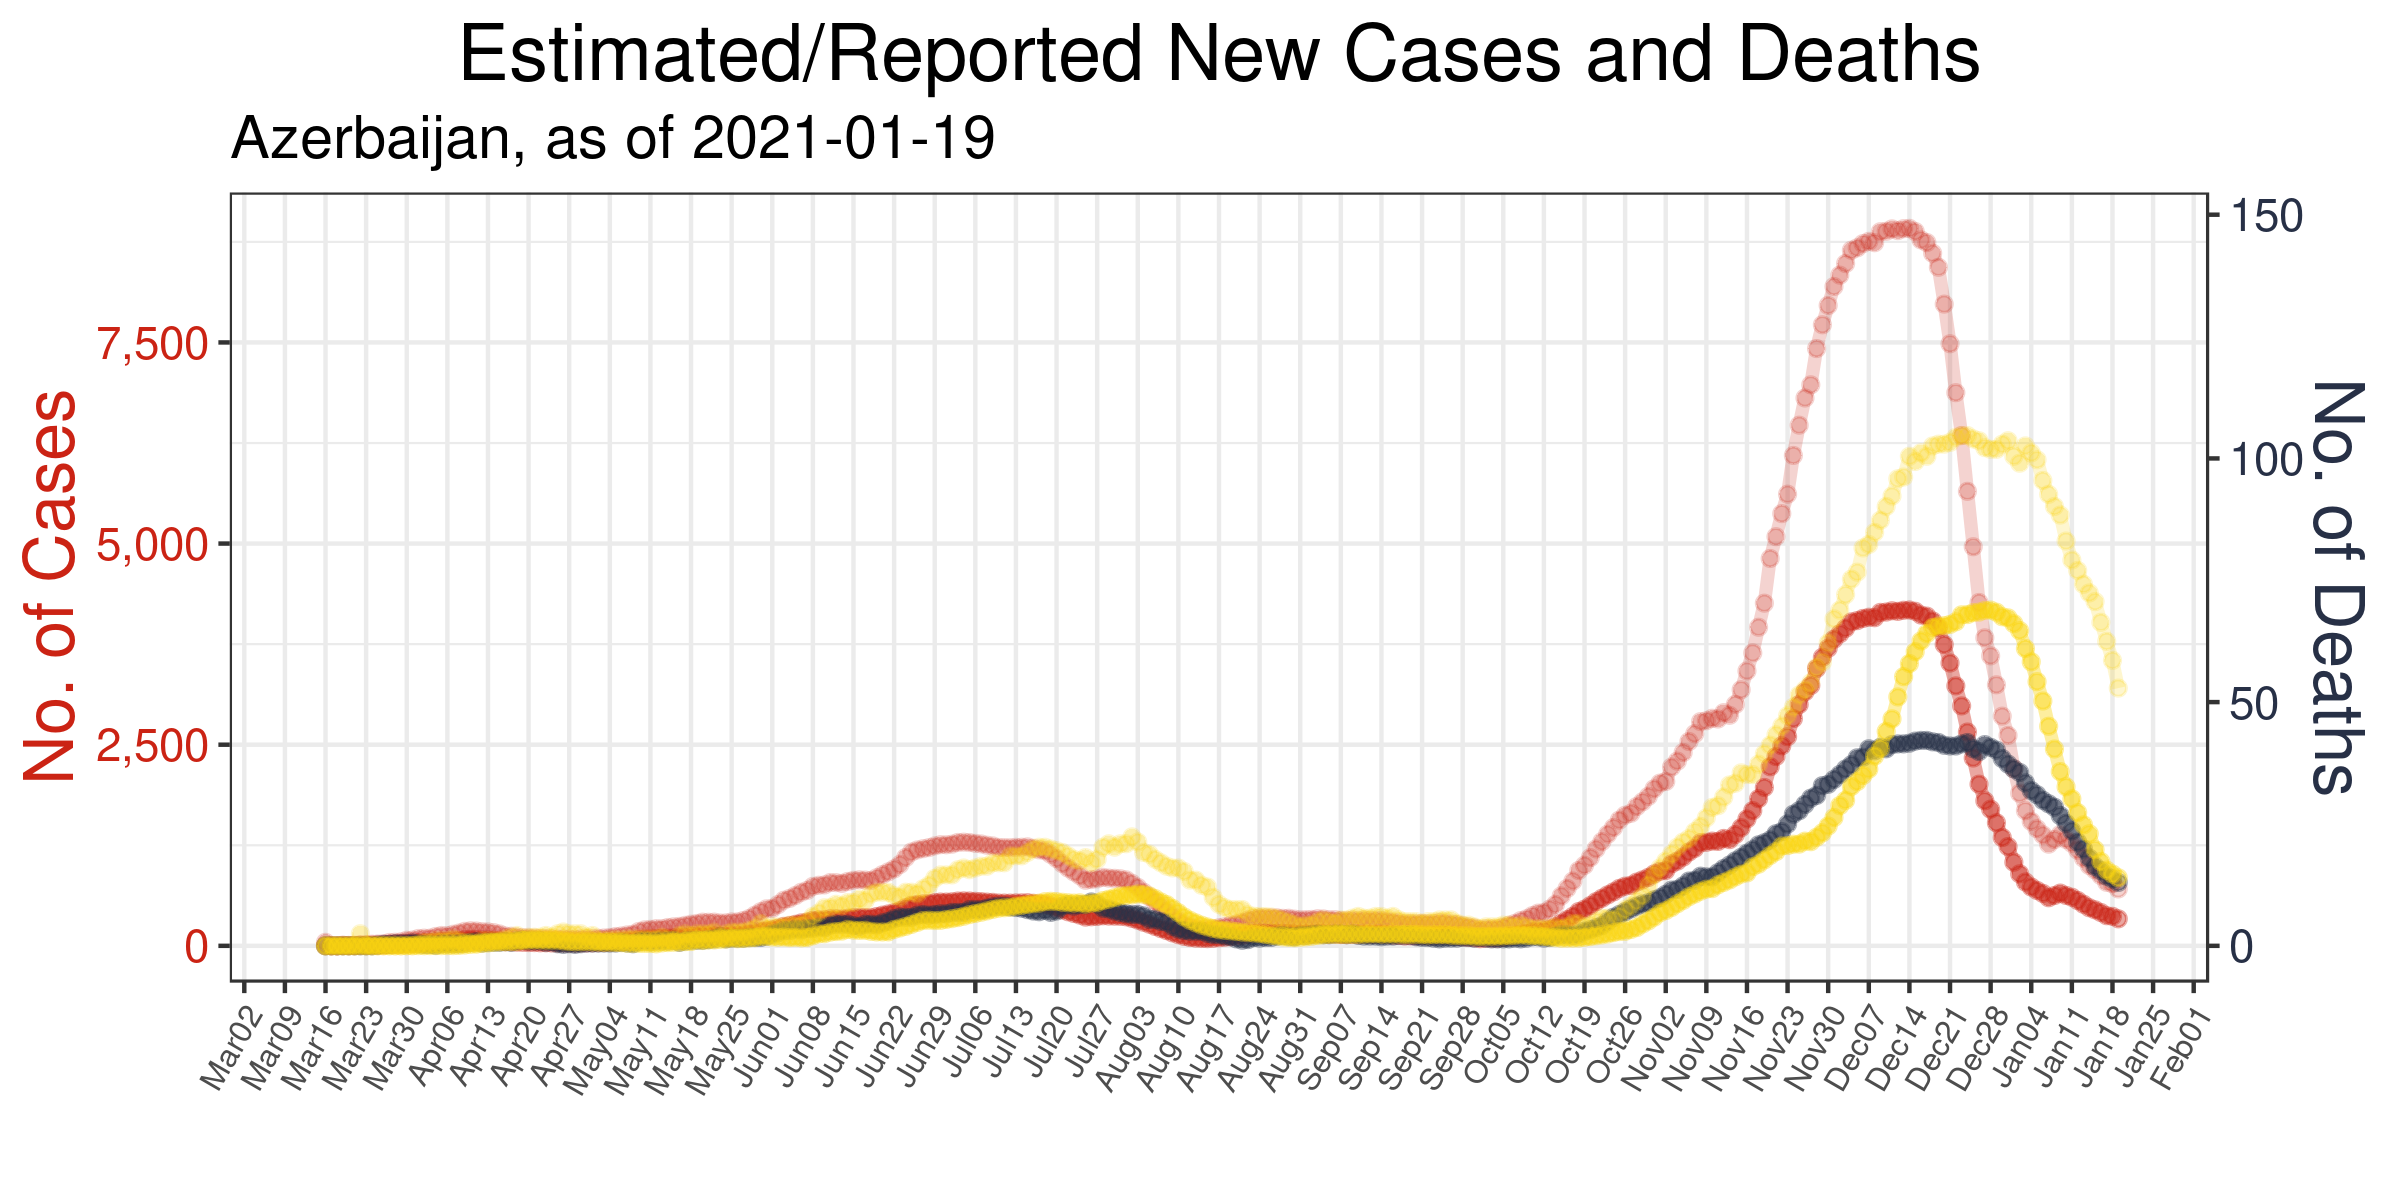 Estimated/Reported New Cases and Deaths
Azerbaijan, as of 2021-01-19
No. of Cases
7,500
5,000
2,500
0
150
100
50
0
No. of Deaths
Mar02 Mar09 Mar16 Mar23 Mar30 Apr06 Apr13 Apr20 Apr27 May04 May11 May18 May25 Jun01 Jun08 Jun15 Jun22 Jun29 Jul06 Jul13 Jul20 Jul27 Aug03 Aug10 Aug17 Aug24 Aug31 Sep07 Sep14 Sep21 Sep28 Oct05 Oct12 Oct19 Oct26 Nov02 Nov09 Nov16 Nov23 Nov30 Dec07 Dec14 Dec21 Dec28 Jan04 Jan11 Jan18 Jan25 Feb01